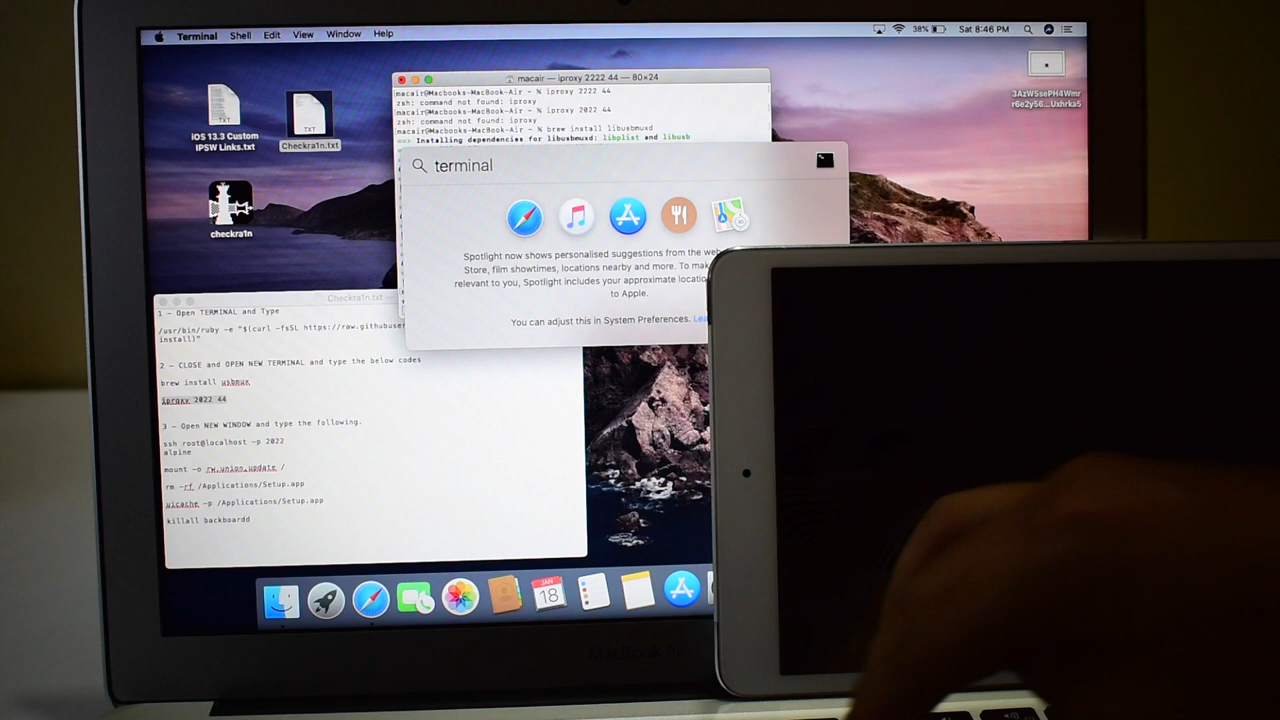 Terminal Shell Edit View Window Help 38% Sat 8:46 PM
macair — iproxy 2222 44 — 80×24
macair@Macbooks-MacBook-Air ~ % iproxy 2222 44
zsh: command not found: iproxy
macair@Macbooks-MacBook-Air ~ % iproxy 2022 44
zsh: command not found: iproxy
macair@Macbooks-MacBook-Air ~ % brew install libusbmuxd
==> Installing dependencies for libusbmuxd: libplist and libusb
terminal
Spotlight now shows personalised suggestions from the web
Store, film showtimes, locations nearby and more. To mak
relevant to you, Spotlight includes your approximate locatio
to Apple.
You can adjust this in System Preferences.
TXT
iOS 13.3 Custom
IPSW Links.txt
TXT
Checkra1n.txt
checkra1n
3AzW5sePH4Wmr
r6e2y56...Uxhrka5
Checkra1n.txt —
1 - Open TERMINAL and Type
/usr/bin/ruby -e "$(curl -fsSL https://raw.githubuser
install)"
2 - CLOSE and OPEN NEW TERMINAL and type the below codes
brew install usbmux
iproxy 2022 44
3 - Open NEW WINDOW and type the following.
ssh root@localhost -p 2022
alpine
mount -o rw,union,update /
rm -rf /Applications/Setup.app
uicache -p /Applications/Setup.app
killall backboardd
JAN
18
MacBook Air